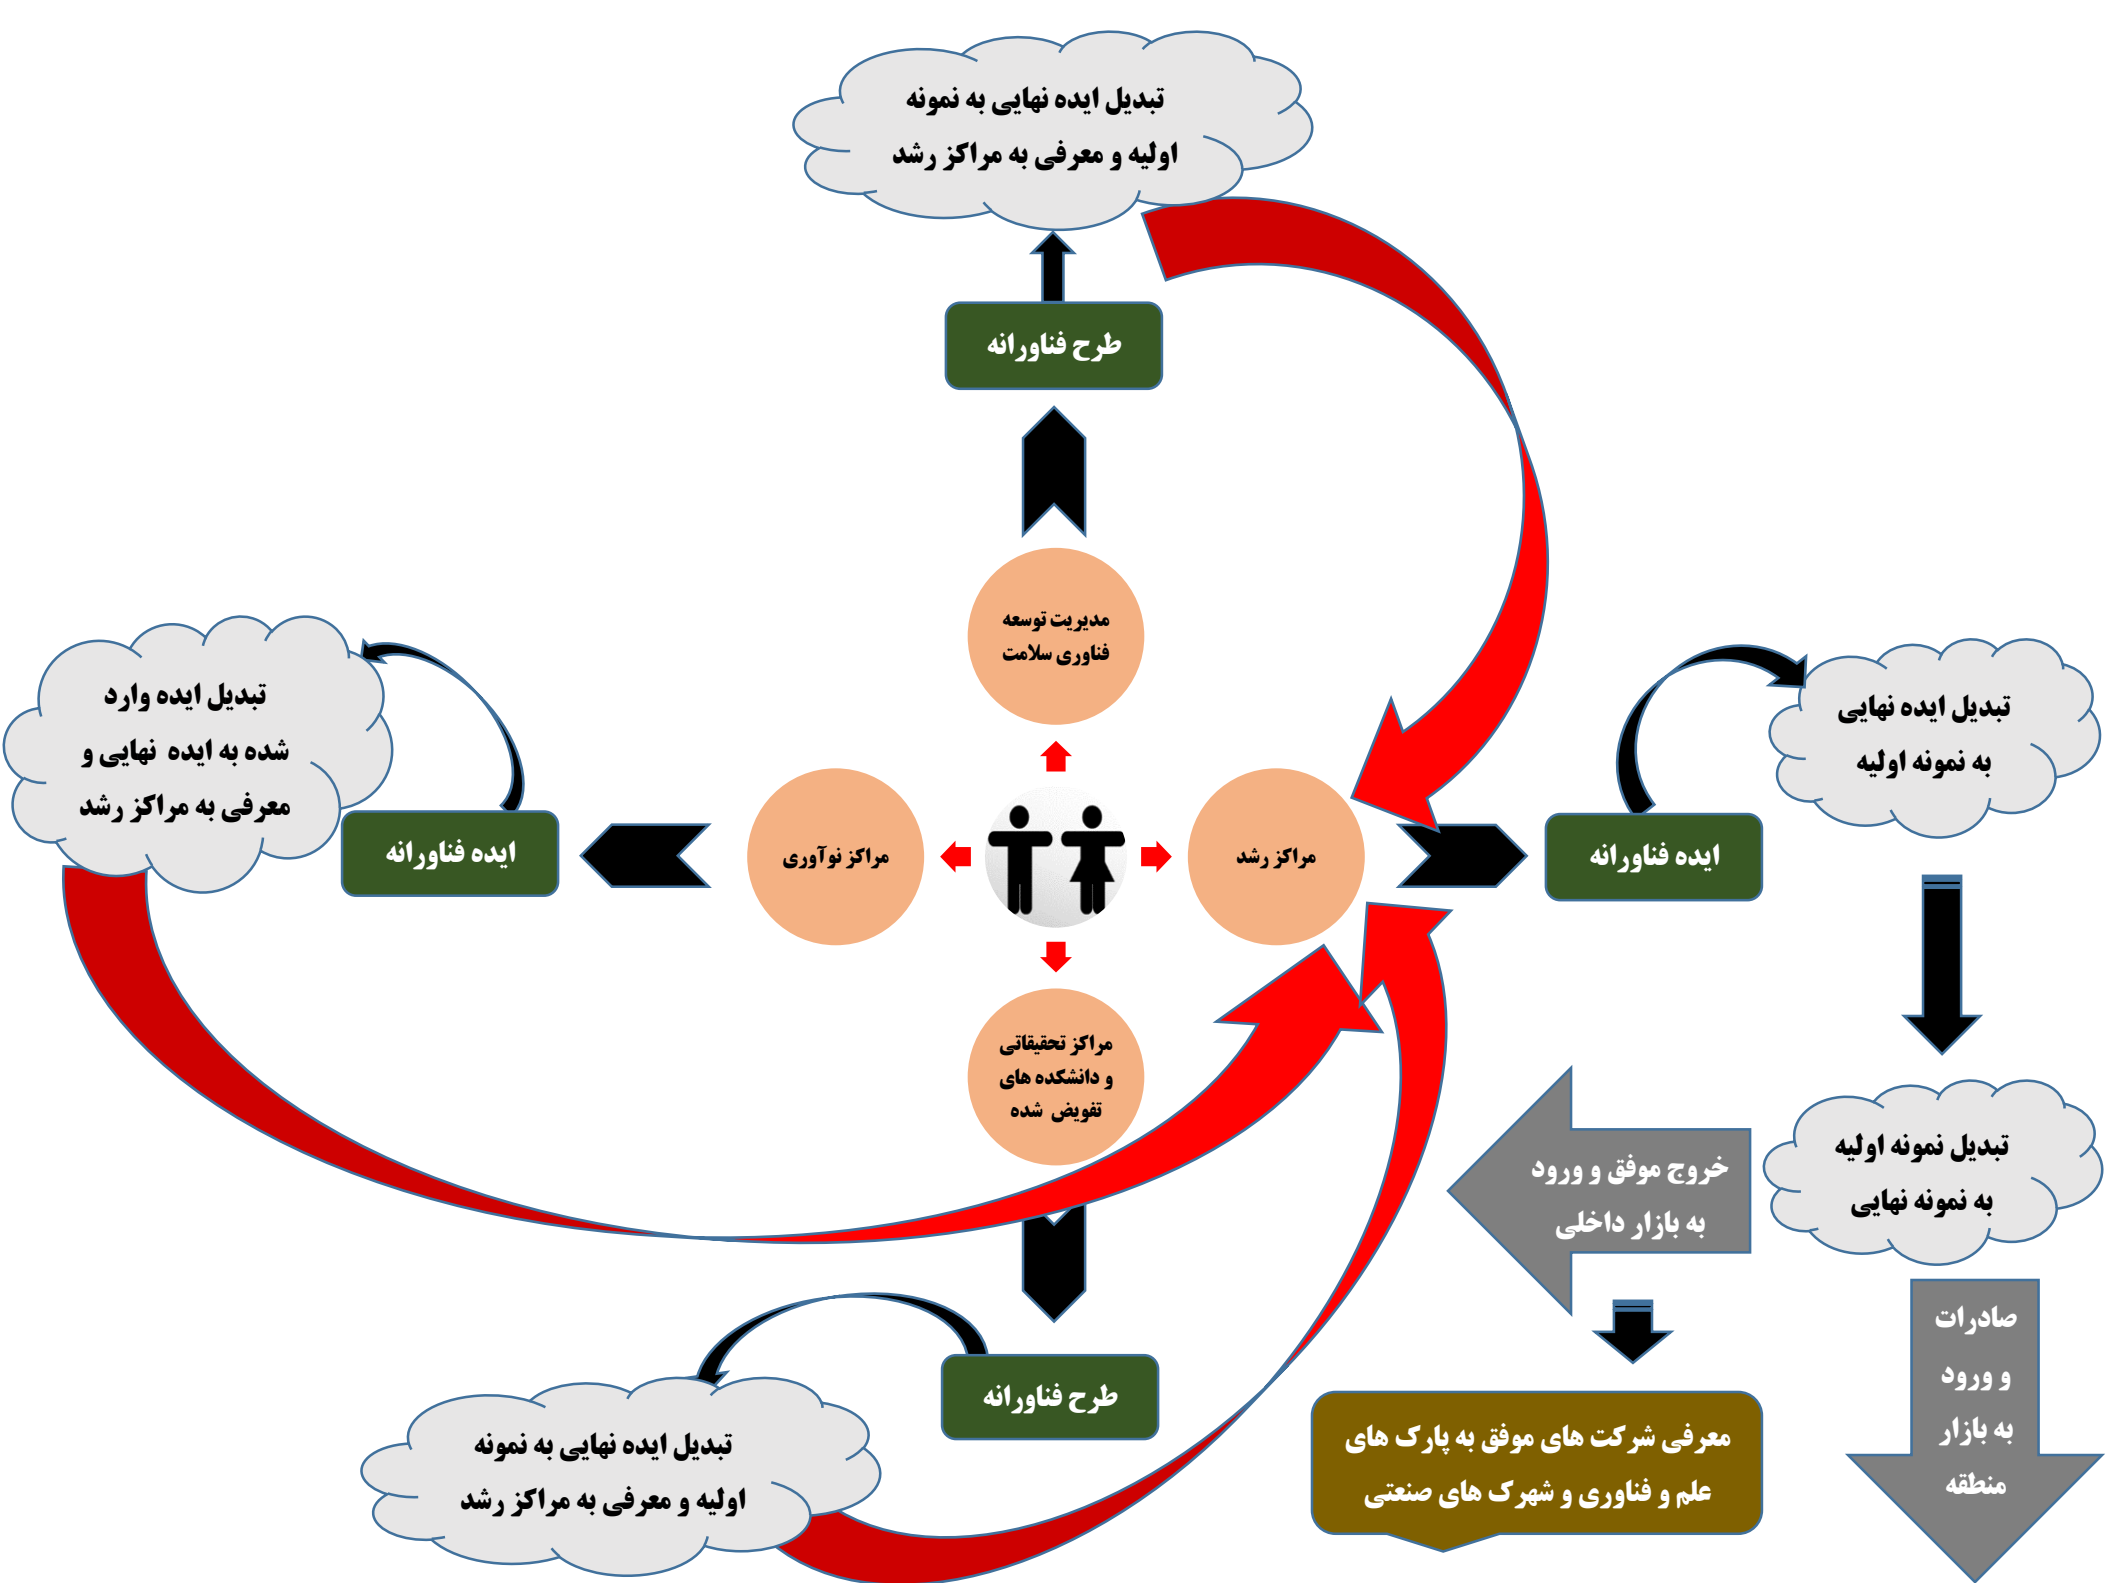 تبدیل ایده نهایی به نمونه
اولیه و معرفی به مراکز رشد
طرح فناورانه
مدیریت توسعه
فناوری سلامت
تبدیل ایده وارد
شده به ایده نهایی و
معرفی به مراکز رشد
ایده فناورانه
مراکز نوآوری
مراکز رشد
ایده فناورانه
تبدیل ایده نهایی
به نمونه اولیه
مراکز تحقیقاتی
و دانشکده های
تفویض شده
تبدیل نمونه اولیه
به نمونه نهایی
خروج موفق و ورود
به بازار داخلی
صادرات
و ورود
به بازار
منطقه
طرح فناورانه
تبدیل ایده نهایی به نمونه
اولیه و معرفی به مراکز رشد
معرفی شرکت های موفق به پارک های
علم و فناوری و شهرک های صنعتی